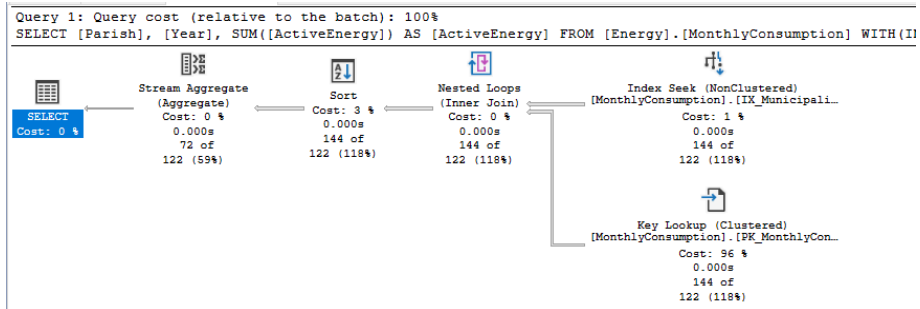 Query 1: Query cost (relative to the batch): 100%
SELECT [Parish], [Year], SUM([ActiveEnergy]) AS [ActiveEnergy] FROM [Energy].[MonthlyConsumption] WITH(
SELECT
Cost: 0 %
Stream Aggregate
(Aggregate)
Cost: 0 %
0.000s
72 of
122 (59%)
Sort
Cost: 3 %
0.000s
144 of
122 (118%)
Nested Loops
(Inner Join)
Cost: 0 %
0.000s
144 of
122 (118%)
Index Seek (NonClustered)
[MonthlyConsumption].[IX_Municipali…
Cost: 1 %
0.000s
144 of
122 (118%)
Key Lookup (Clustered)
[MonthlyConsumption].[PK_MonthlyCon…
Cost: 96 %
0.000s
144 of
122 (118%)